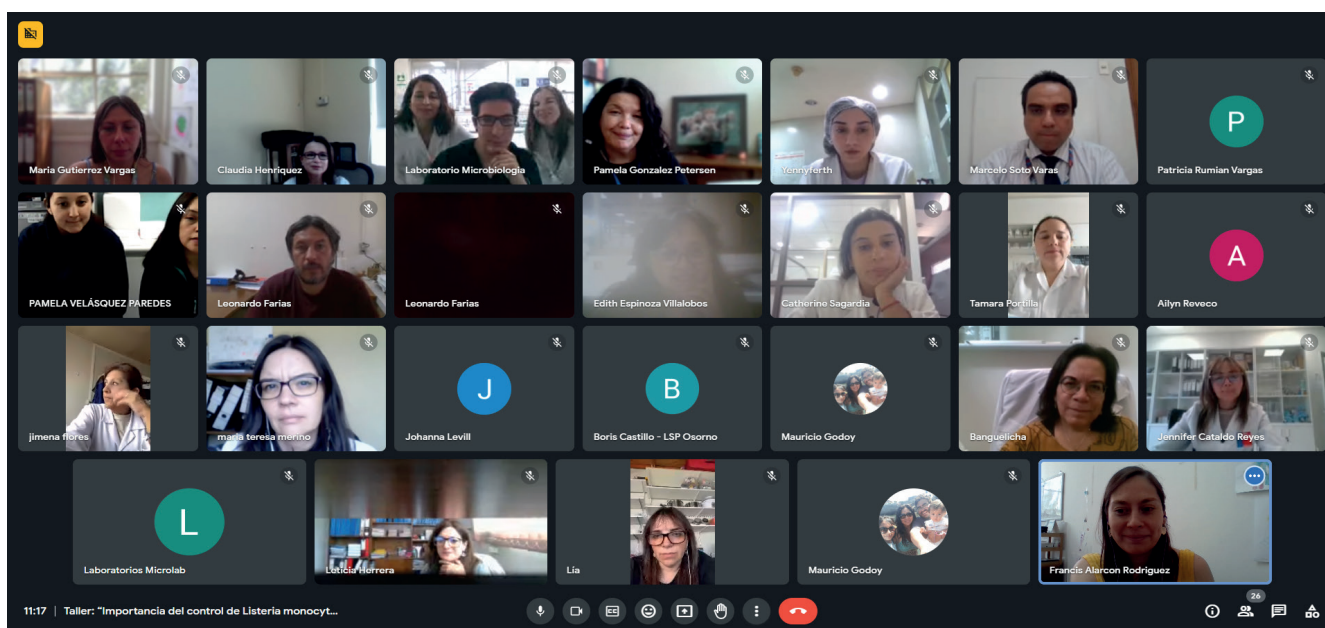 Maria Gutierrez Vargas
Claudia Henriquez
Laboratorio Microbiologia
Pamela Gonzalez Petersen
Yennyferth
Marcelo Soto Varas
P
Patricia Rumian Vargas
PAMELA VELÁSQUEZ PAREDES
Leonardo Farias
Leonardo Farias
Edith Espinoza Villalobos
Catherine Sagardia
Tamara Portilla
A
Ailyn Reveco
jimena flores
maria teresa merino
J
Johanna Levill
B
Boris Castillo - LSP Osorno
Mauricio Godoy
Banguelicha
Jennifer Cataldo Reyes
L
Laboratorios Microlab
Leticia Herrera
Lia
Mauricio Godoy
Francis Alarcon Rodriguez
11:17 | Taller: "Importancia del control de Listeria monocyt...
CC
26